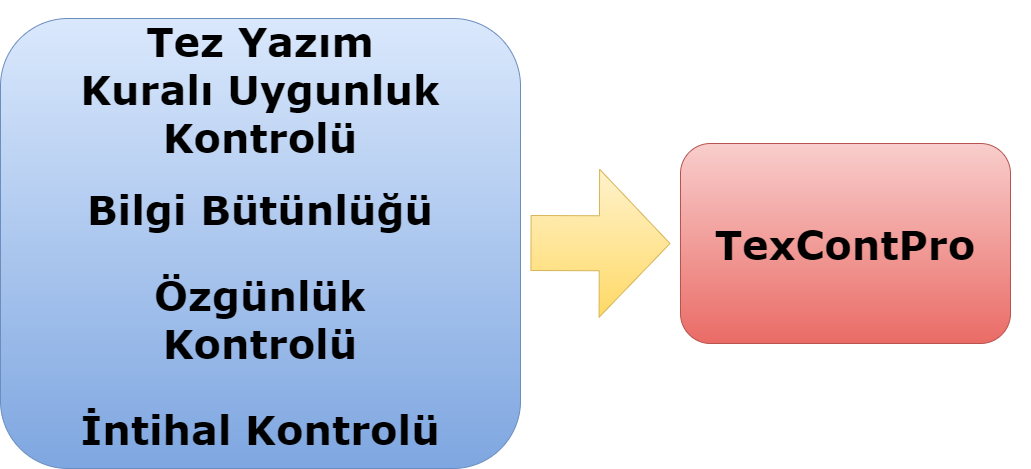 Tez Yazım
Kuralı Uygunluk
Kontrolü
Bilgi Bütünlüğü
Özgünlük
Kontrolü
İntihal Kontrolü
TexContPro